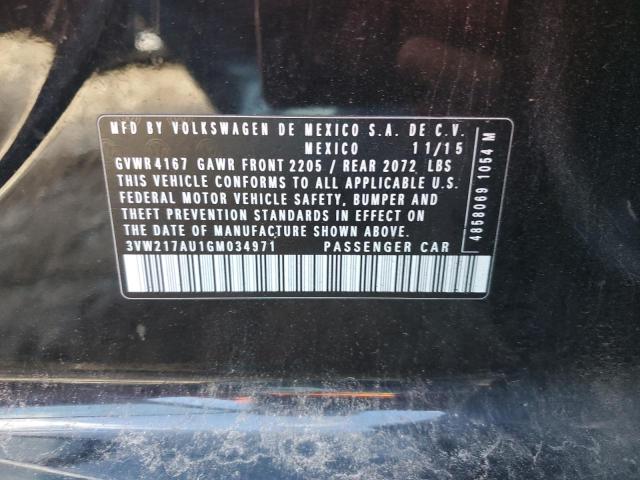 MFD BY VOLKSWAGEN DE MEXICO S.A. DE C.V.
MEXICO 11/15
GVWR 4167 GAWR FRONT 2205 / REAR 2072 LBS
THIS VEHICLE CONFORMS TO ALL APPLICABLE U.S.
FEDERAL MOTOR VEHICLE SAFETY, BUMPER AND
THEFT PREVENTION STANDARDS IN EFFECT ON
THE DATE OF MANUFACTURE SHOWN ABOVE.
3VW217AU1GM034971 PASSENGER CAR
4858069 1054 M